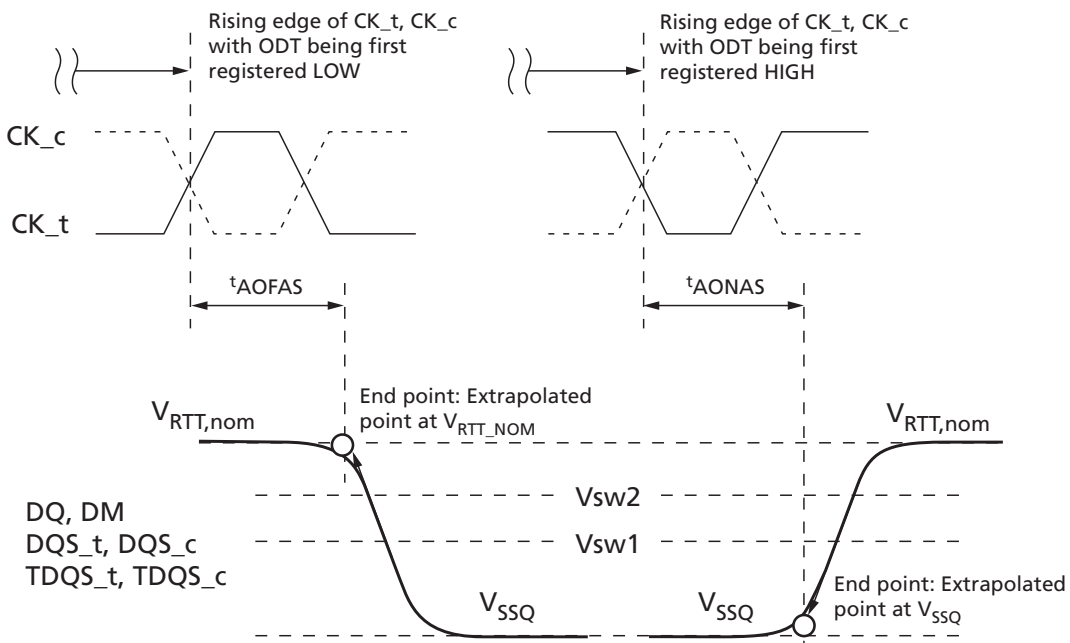 Rising edge of CK_t, CK_c
with ODT being first
registered LOW
Rising edge of CK_t, CK_c
with ODT being first
registered HIGH
CK_c
CK_t
tAOFAS
tAONAS
End point: Extrapolated
point at VRTT_NOM
VRTT,nom
VRTT,nom
Vsw2
DQ, DM
DQS_t, DQS_c
TDQS_t, TDQS_c
Vsw1
VSSQ
VSSQ
End point: Extrapolated
point at VSSQ